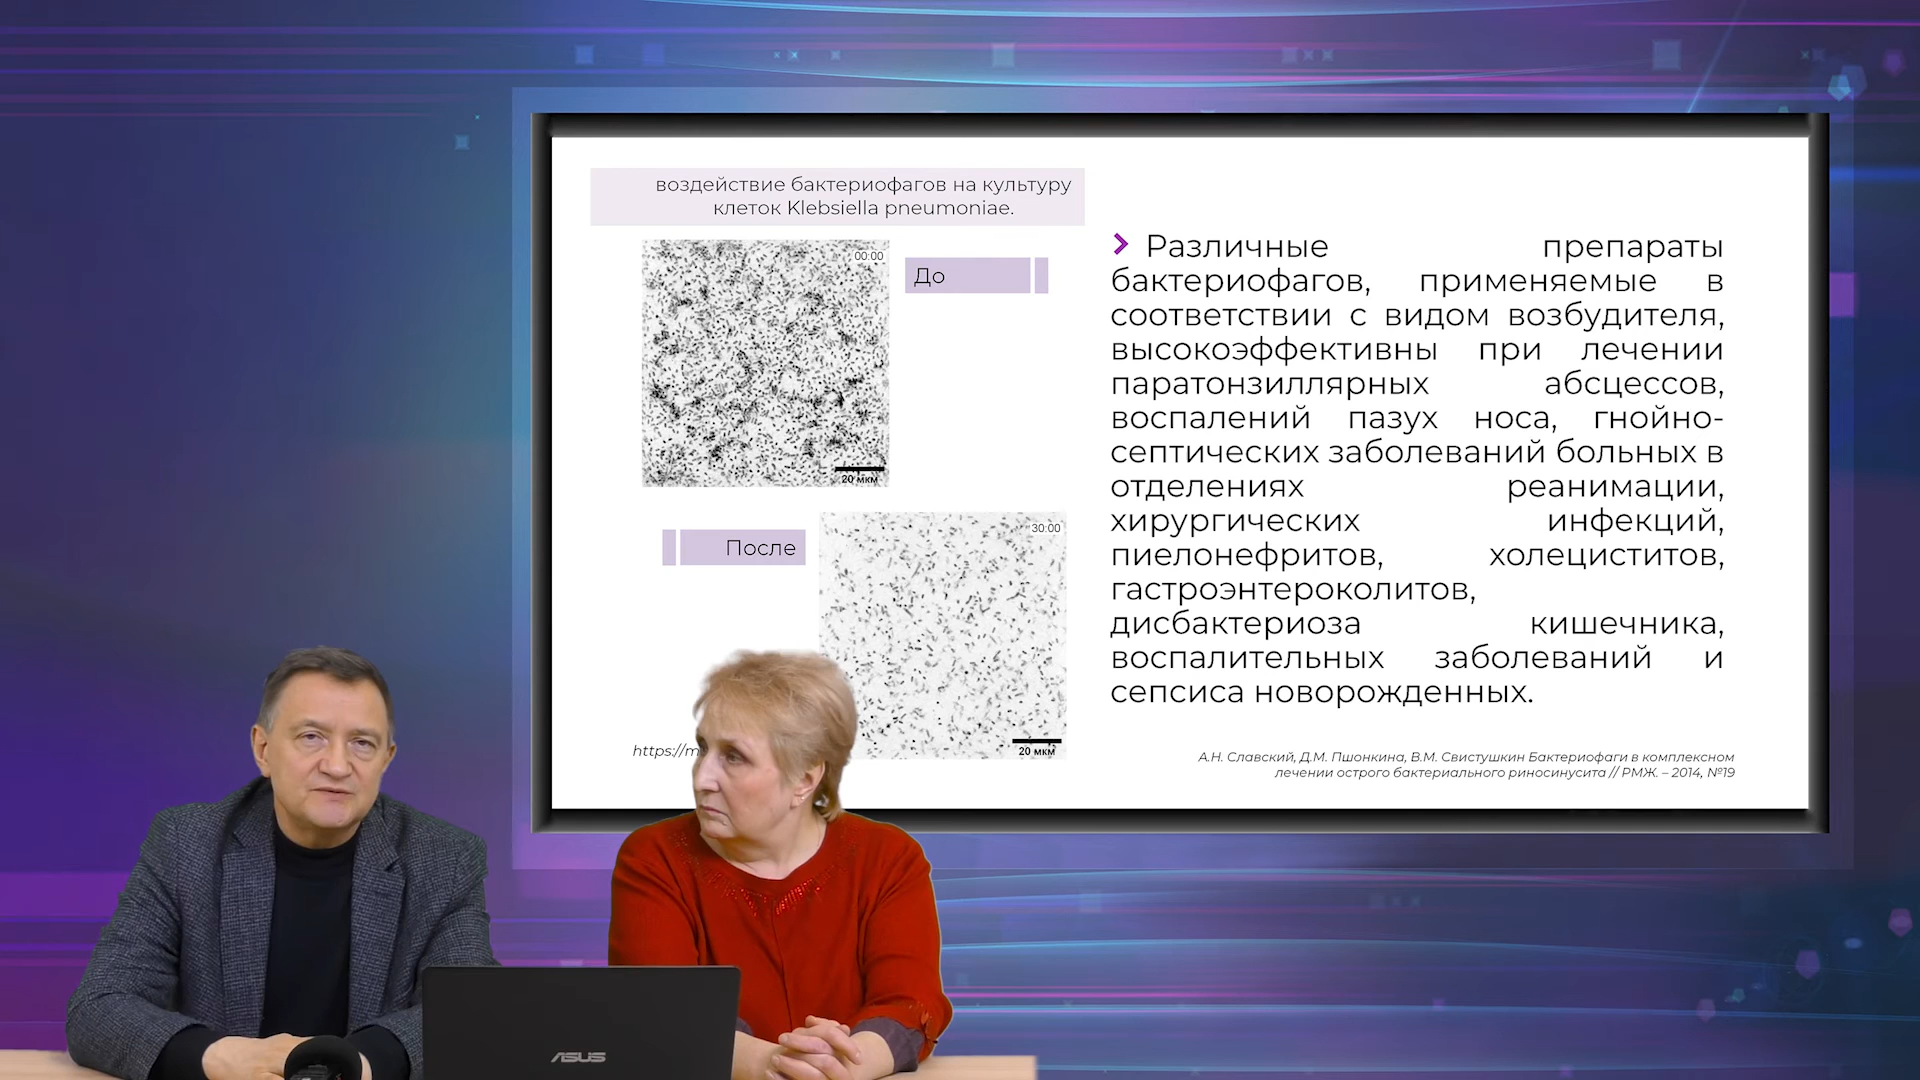 воздействие бактериофагов на культуру
клеток Klebsiella pneumoniae.
00:00
До
20 мкм
После
30:00
20 мкм
https://m
Различные препараты
бактериофагов, применяемые в
соответствии с видом возбудителя,
высокоэффективны при лечении
паратонзиллярных абсцессов,
воспалений пазух носа, гнойно-
септических заболеваний больных в
отделениях реанимации,
хирургических инфекций,
пиелонефритов, холециститов,
гастроэнтероколитов,
дисбактериоза кишечника,
воспалительных заболеваний и
сепсиса новорожденных.
А.Н. Славский, Д.М. Пшонкина, В.М. Свистушкин Бактериофаги в комплексном
лечении острого бактериального риносинусита // РМЖ. – 2014, №19
ASUS